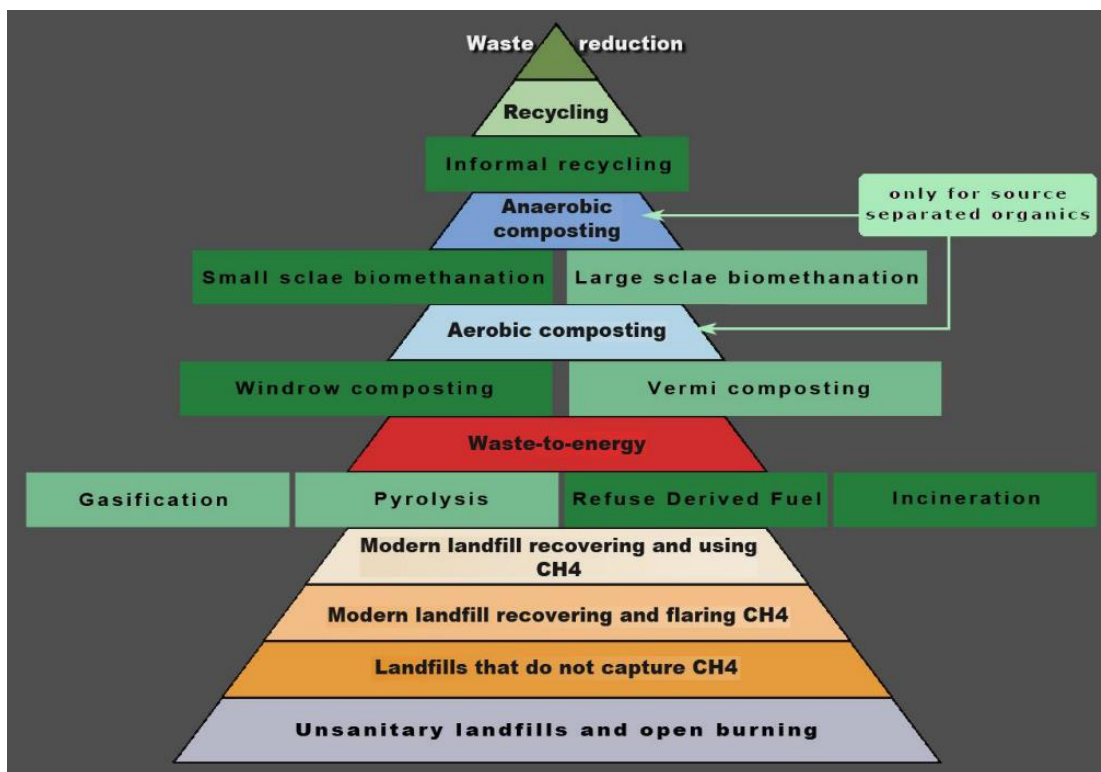 Waste reduction
Recycling
Informal recycling
only for source
separated organics
Anaerobic
composting
Small sclae biomethanation
Large sclae biomethanation
Aerobic composting
Windrow composting
Vermi composting
Waste-to-energy
Gasification
Pyrolysis
Refuse Derived Fuel
Incineration
Modern landfill recovering and using
CH4
Modern landfill recovering and flaring CH4
Landfills that do not capture CH4
Unsanitary landfills and open burning